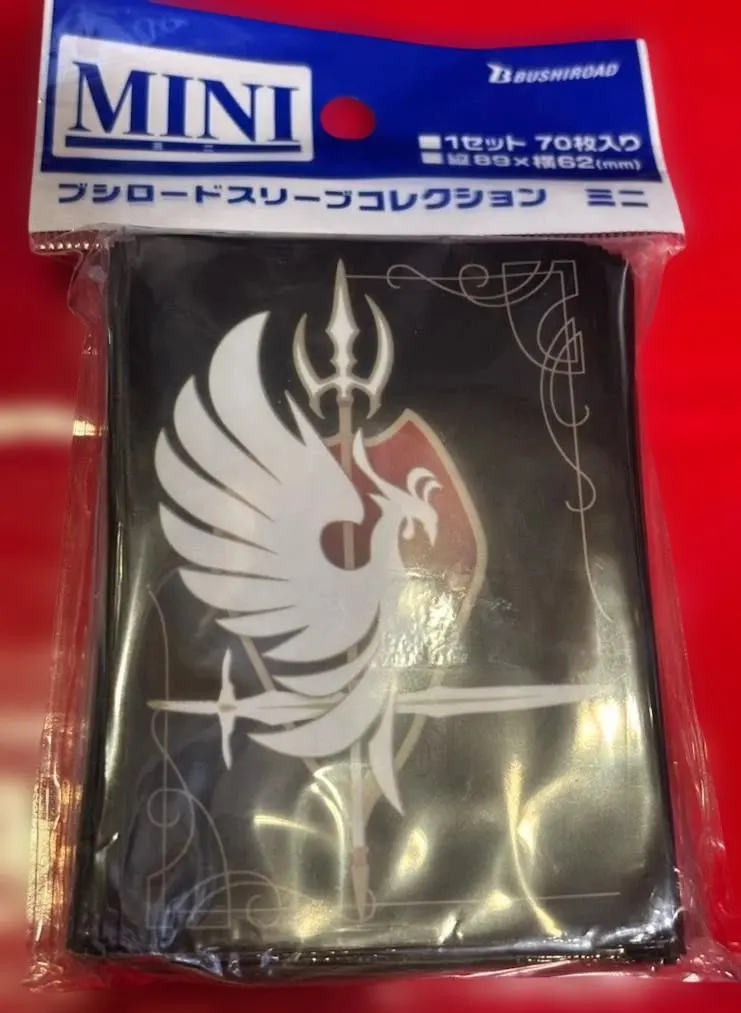 MINI
ミニ
BUSHIROAD
■1セット 70枚入り
■縦89×横62(mm)
ブシロードスリーブコレクション ミニ